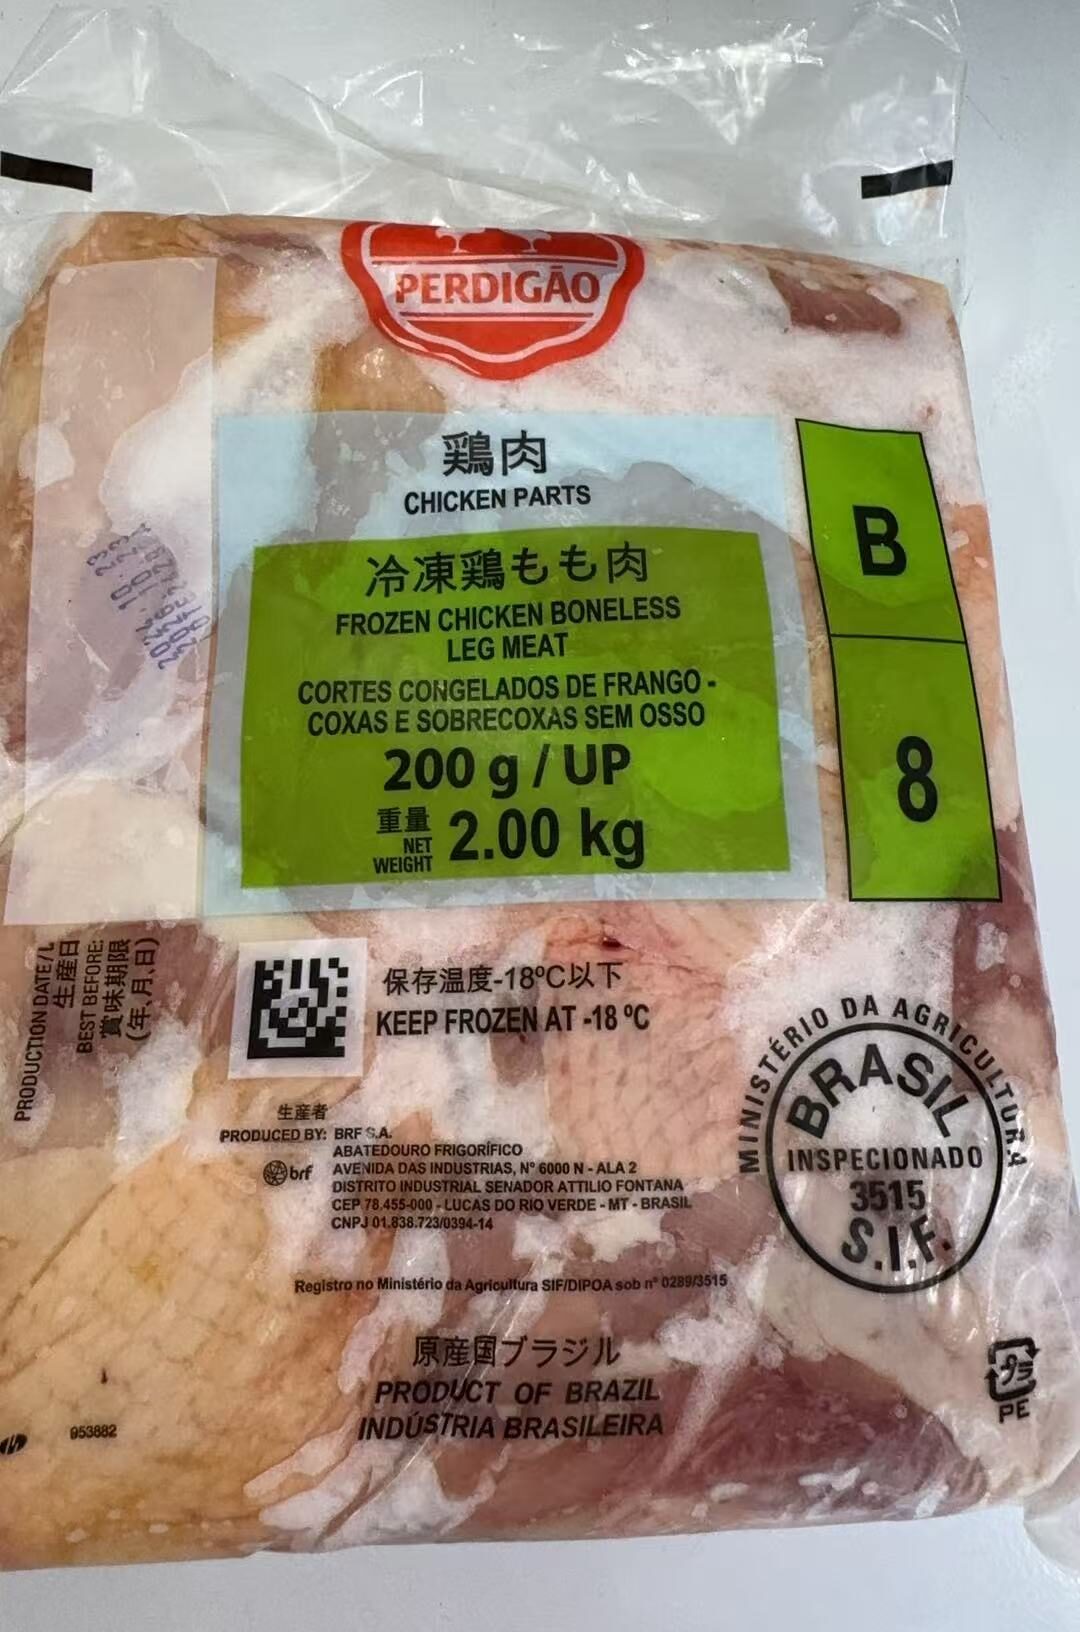 PERDIGÃO
鶏肉
CHICKEN PARTS
冷凍鶏もも肉
FROZEN CHICKEN BONELESS
LEG MEAT
CORTES CONGELADOS DE FRANGO -
COXAS E SOBRECOXAS SEM OSSO
200 g / UP
重量
NET
WEIGHT
2.00 kg
B
8
PRODUCTION DATE/L
生産日
BEST BEFORE:
賞味期限
(年,月,日)
保存温度-18ºC以下
KEEP FROZEN AT -18 ºC
生産者
PRODUCED BY: BRF S.A.
ABATEDOURO FRIGORÍFICO
brf
AVENIDA DAS INDUSTRIAS, Nº 6000 N - ALA 2
DISTRITO INDUSTRIAL SENADOR ATTILIO FONTANA
CEP 78.455-000 - LUCAS DO RIO VERDE - MT - BRASIL
CNPJ 01.838.723/0394-14
Registro no Ministério da Agricultura SIF/DIPOA sob nº 0289/3515
MINISTÉRIO DA AGRICULTURA
BRASIL
INSPECIONADO
3515
S.I.F.
原産国ブラジル
PRODUCT OF BRAZIL
INDÚSTRIA BRASILEIRA
953882
PE